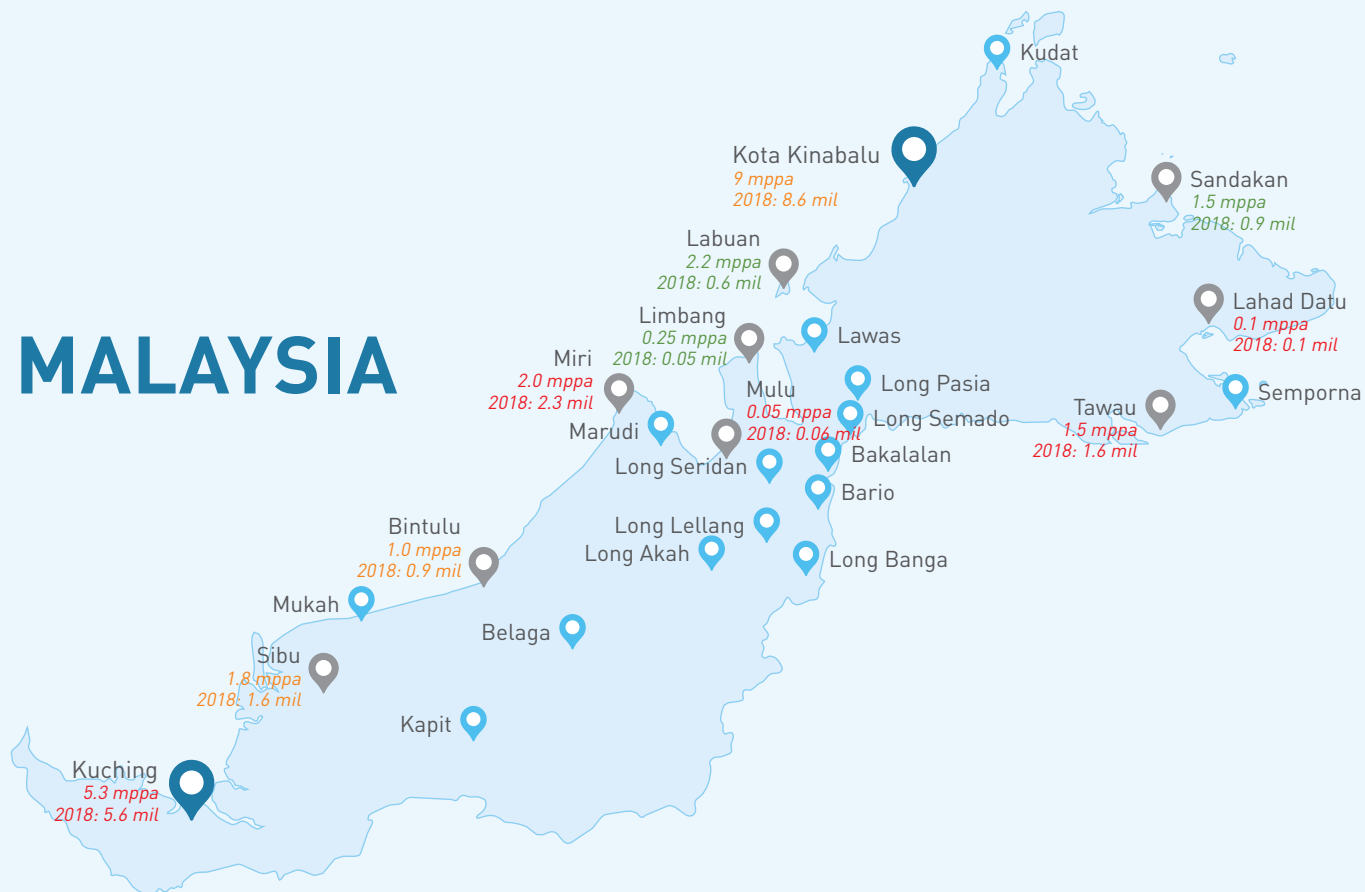 Kudat
Kota Kinabalu
9 mppa
2018: 8.6 mil
Sandakan
1.5 mppa
2018: 0.9 mil
Labuan
2.2 mppa
2018: 0.6 mil
Lahad Datu
0.1 mppa
2018: 0.1 mil
Limbang
0.25 mppa
2018: 0.05 mil
Lawas
MALAYSIA
Miri
2.0 mppa
2018: 2.3 mil
Long Pasia
Semporna
Mulu
0.05 mppa
2018: 0.06 mil
Tawau
1.5 mppa
2018: 1.6 mil
Long Semado
Marudi
Bakalalan
Long Seridan
Bario
Bintulu
1.0 mppa
2018: 0.9 mil
Long Lellang
Long Akah
Long Banga
Mukah
Belaga
Sibu
1.8 mppa
2018: 1.6 mil
Kapit
Kuching
5.3 mppa
2018: 5.6 mil